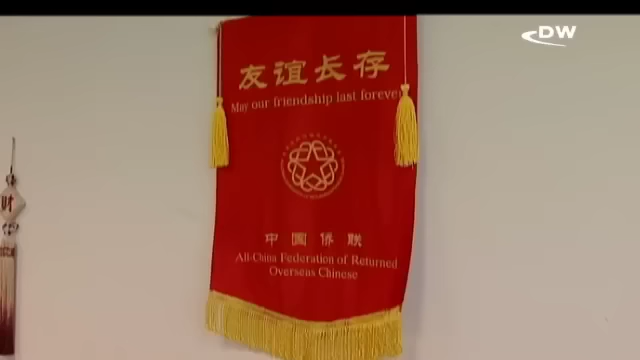 DW
友谊长存
May our friendship last forever
财
中国侨联
All-China Federation of Returned
Overseas Chinese